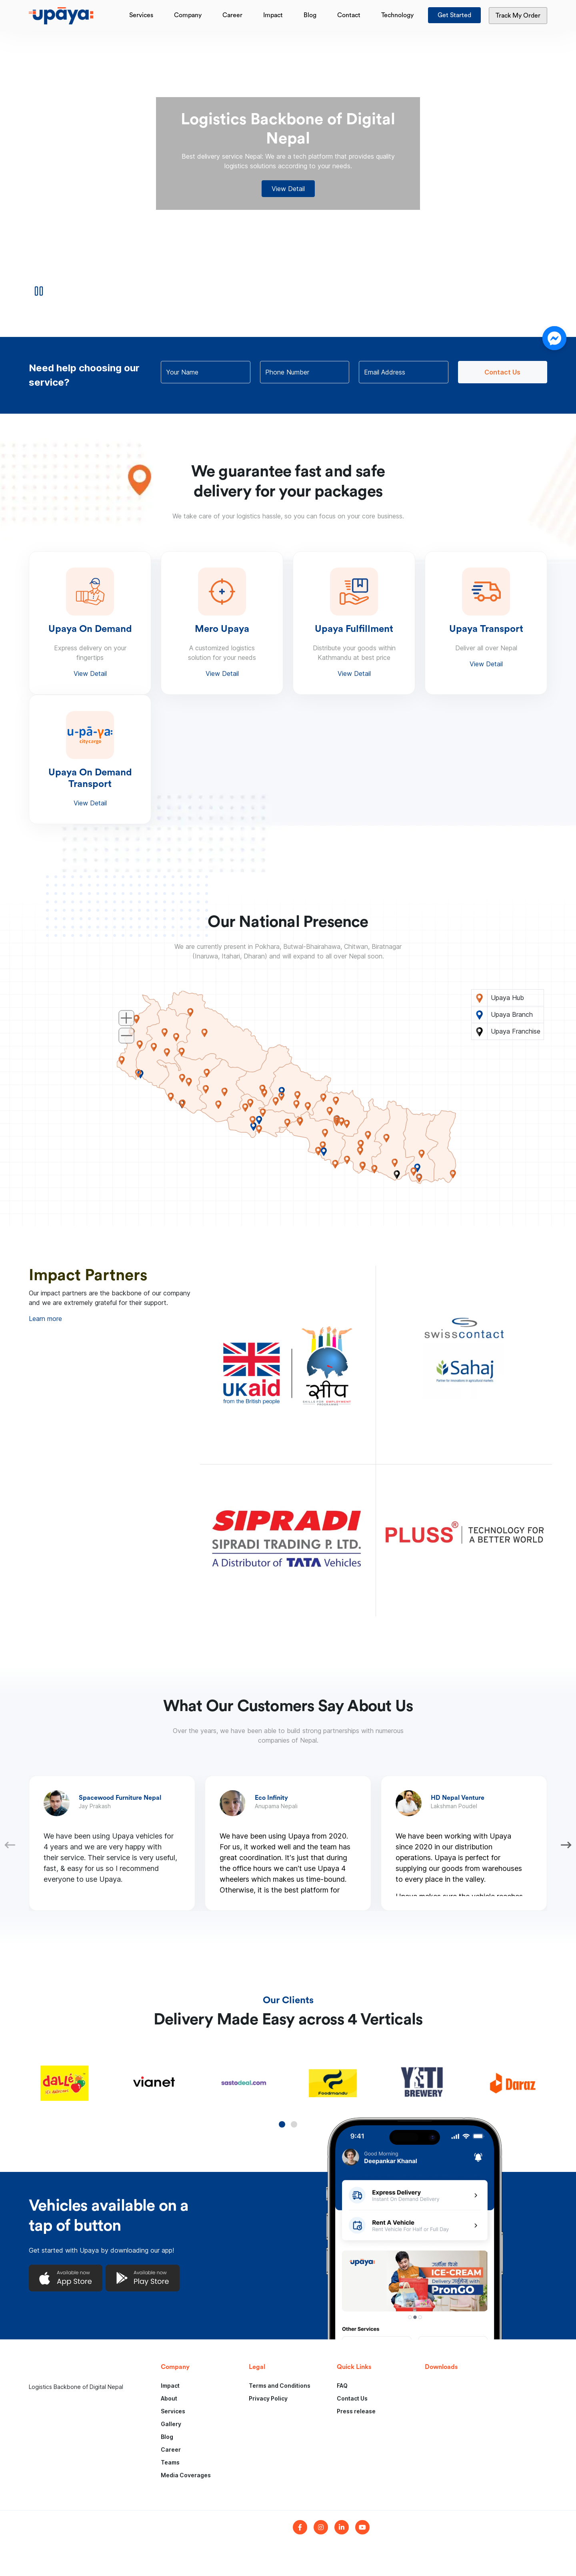 upaya:
Services
Company
Career
Impact
Blog
Contact
Technology
Get Started
Track My Order
Logistics Backbone of Digital
Nepal
Best delivery service Nepal: We are a tech platform that provides quality
logistics solutions according to your needs.
View Detail
Need help choosing our
service?
Your Name
Phone Number
Email Address
Contact Us
We guarantee fast and safe
delivery for your packages
We take care of your logistics hassle, so you can focus on your core business.
Upaya On Demand
Express delivery on your
fingertips
View Detail
Mero Upaya
A customized logistics
solution for your needs
View Detail
Upaya Fulfillment
Distribute your goods within
Kathmandu at best price
View Detail
Upaya Transport
Deliver all over Nepal
View Detail
u-pā-ya:
citycargo
Upaya On Demand
Transport
View Detail
Our National Presence
We are currently present in Pokhara, Butwal-Bhairahawa, Chitwan, Biratnagar
(Inaruwa, Itahari, Dharan) and will expand to all over Nepal soon.
Upaya Hub
Upaya Branch
Upaya Franchise
Impact Partners
Our impact partners are the backbone of our company
and we are extremely grateful for their support.
Learn more
UKaid
from the British people
सीप
SKILLS FOR EMPLOYMENT
PROGRAMME
swisscontact
Sahaj
SIPRADI
SIPRADI TRADING P. LTD.
A Distributor of TATA Vehicles
PLUSS® TECHNOLOGY FOR
A BETTER WORLD
What Our Customers Say About Us
Over the years, we have been able to build strong partnerships with numerous
companies of Nepal.
Spacewood Furniture Nepal
Jay Prakash
We have been using Upaya vehicles for
4 years and we are very happy with
their service. Their service is very useful,
fast, & easy for us so I recommend
everyone to use Upaya.
Eco Infinity
Anupama Nepali
We have been using Upaya from 2020.
For us, it worked well and the team has
great coordination. It's just that during
the office hours we can't use Upaya 4
wheelers which makes us time-bound.
Otherwise, it is the best platform for
HD Nepal Venture
Lakshman Poudel
We have been working with Upaya
since 2020 in our distribution
operations. Upaya is perfect for
supplying our goods from warehouses
to every place in the valley.
Upaya makes sure the vehicle reaches
Our Clients
Delivery Made Easy across 4 Verticals
dallé
it's delicious!
vianet
sastodeal.com
Foodmandu
YETI
BREWERY
Daraz
9:41
Good Morning
Deepankar Khanal
Express Delivery
Instant On Demand Delivery
Rent A Vehicle
Rent Vehicle For Half or Full Day
upaya:
ICE-CREAM
PronGO
Other Services
Vehicles available on a
tap of button
Get started with Upaya by downloading our app!
Available now
App Store
Available now
Play Store
Logistics Backbone of Digital Nepal
Company
Impact
About
Services
Gallery
Blog
Career
Teams
Media Coverages
Legal
Terms and Conditions
Privacy Policy
Quick Links
FAQ
Contact Us
Press release
Downloads